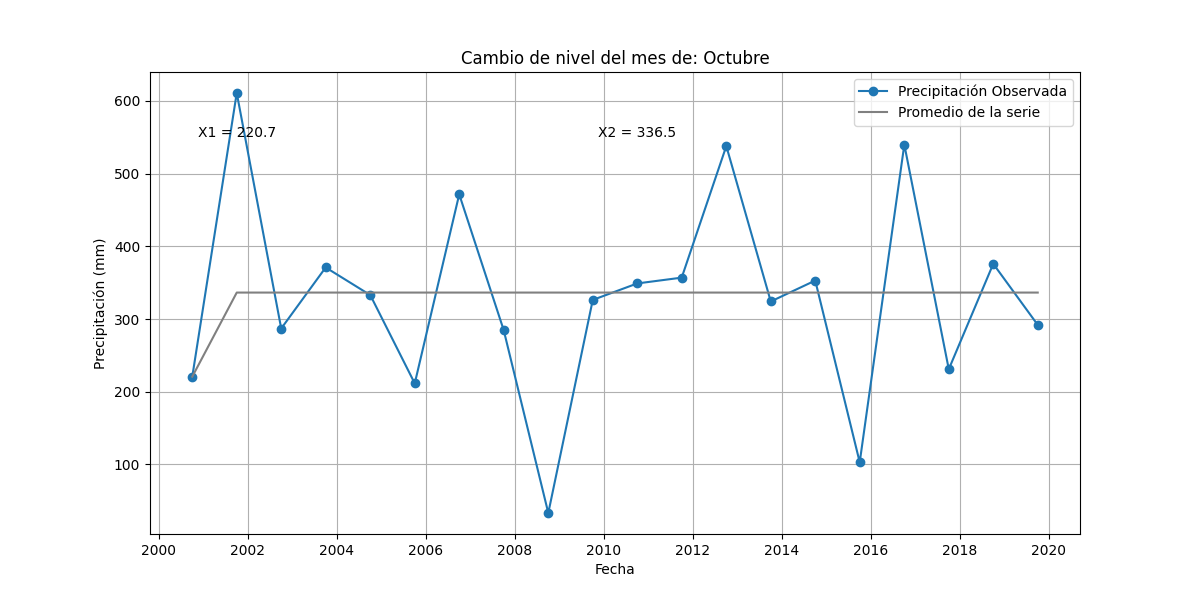 Cambio de nivel del mes de: Octubre
Precipitación Observada
Promedio de la serie
X1 = 220.7
X2 = 336.5
Precipitación (mm)
600
500
400
300
200
100
2000 2002 2004 2006 2008 2010 2012 2014 2016 2018 2020
Fecha